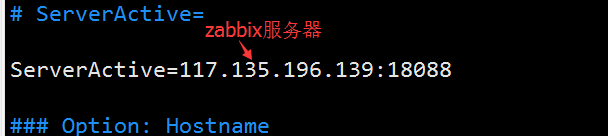 # ServerActive=
zabbix服务器
ServerActive=117.135.196.139:18088
### Option: Hostname